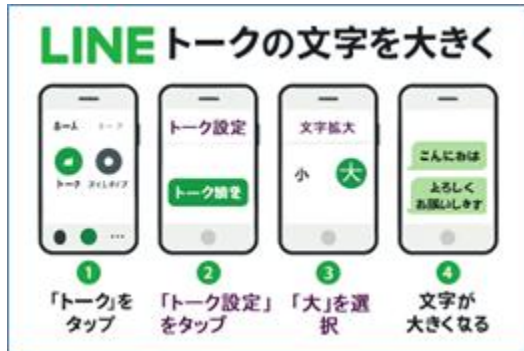 LINE トークの文字を大きく
ホーム
トーク
トーク設定
文字拡大
小
大
こんにちは
よろしく
お願いします
1
「トーク」を
タップ
2
「トーク設定」
をタップ
3
「大」を選
択
4
文字が
大きくなる